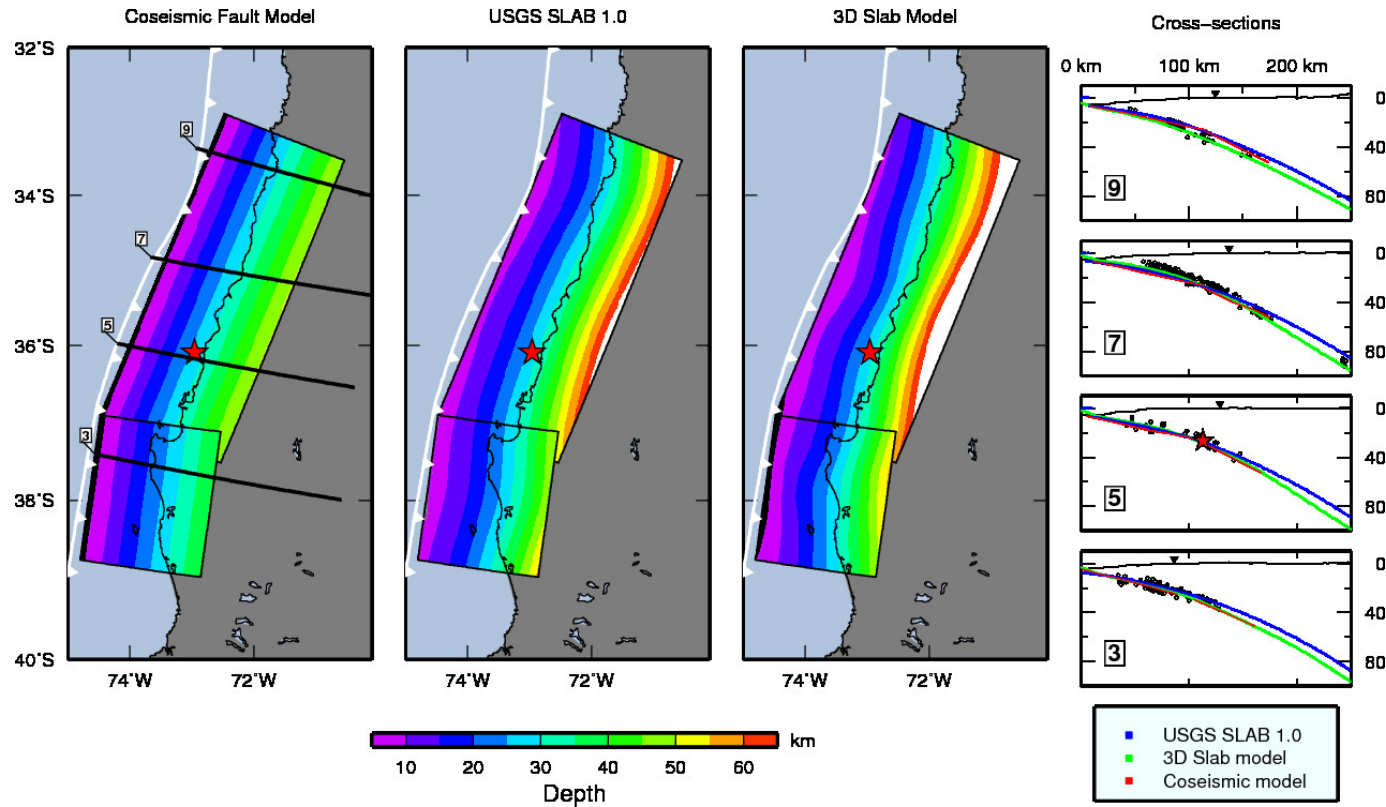 Coseismic Fault Model
USGS SLAB 1.0
3D Slab Model
Cross−sections
32˚S
34˚S
36˚S
38˚S
40˚S
9
7
5
3
74˚W
72˚W
74˚W
72˚W
74˚W
72˚W
0 km
100 km
200 km
0
40
80
9
0
40
80
7
0
40
80
5
0
40
80
3
10
20
30
40
50
60
km
Depth
USGS SLAB 1.0
3D Slab model
Coseismic model